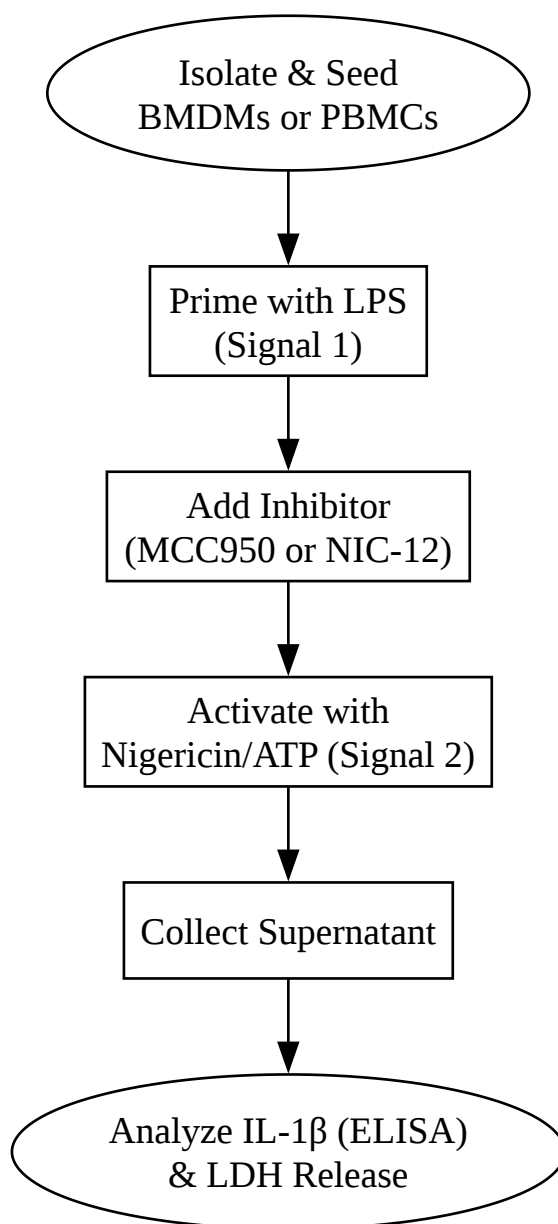 Isolate & Seed
BMDMs or PBMCs
Prime with LPS
(Signal 1)
Add Inhibitor
(MCC950 or NIC-12)
Activate with
Nigericin/ATP (Signal 2)
Collect Supernatant
Analyze IL-1β (ELISA)
& LDH Release